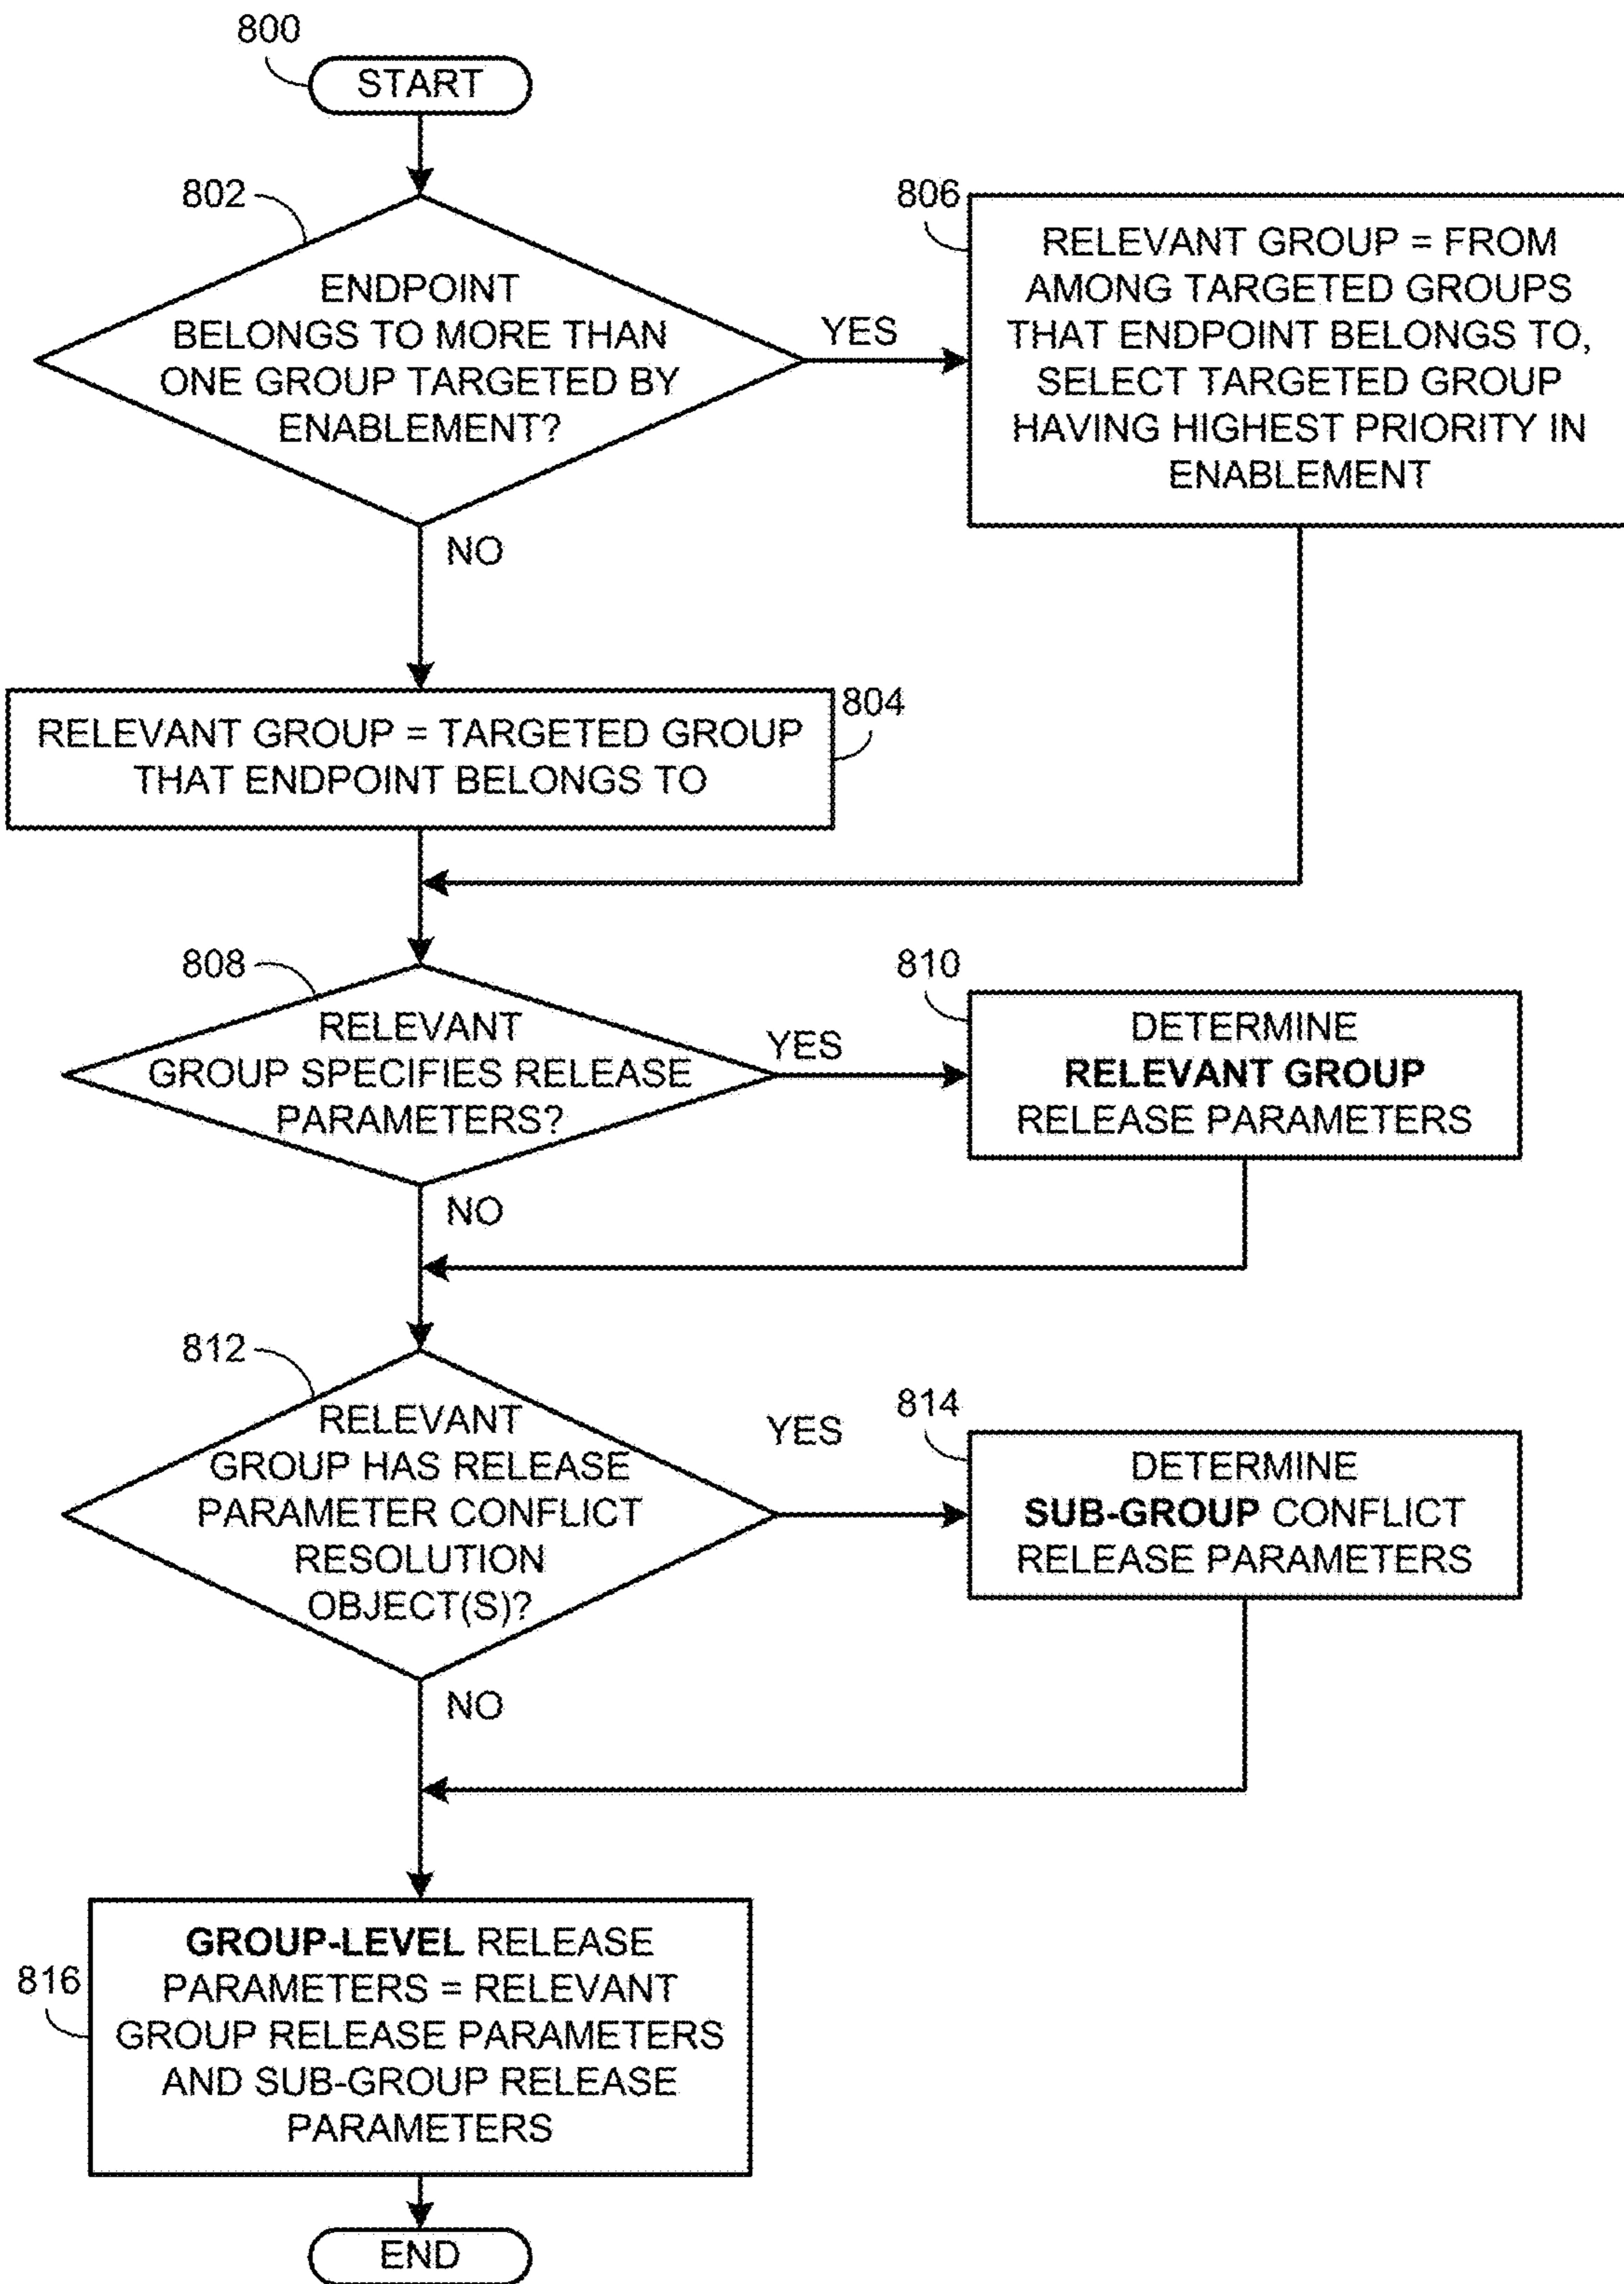 800
START
802
ENDPOINT
BELONGS TO MORE THAN
ONE GROUP TARGETED BY
ENABLEMENT?
YES
NO
806
RELEVANT GROUP = FROM
AMONG TARGETED GROUPS
THAT ENDPOINT BELONGS TO,
SELECT TARGETED GROUP
HAVING HIGHEST PRIORITY IN
ENABLEMENT
804
RELEVANT GROUP = TARGETED GROUP
THAT ENDPOINT BELONGS TO
808
RELEVANT
GROUP SPECIFIES RELEASE
PARAMETERS?
YES
NO
810
DETERMINE
RELEVANT GROUP
RELEASE PARAMETERS
812
RELEVANT
GROUP HAS RELEASE
PARAMETER CONFLICT
RESOLUTION
OBJECT(S)?
YES
NO
814
DETERMINE
SUB-GROUP CONFLICT
RELEASE PARAMETERS
816
GROUP-LEVEL RELEASE
PARAMETERS = RELEVANT
GROUP RELEASE PARAMETERS
AND SUB-GROUP RELEASE
PARAMETERS
END